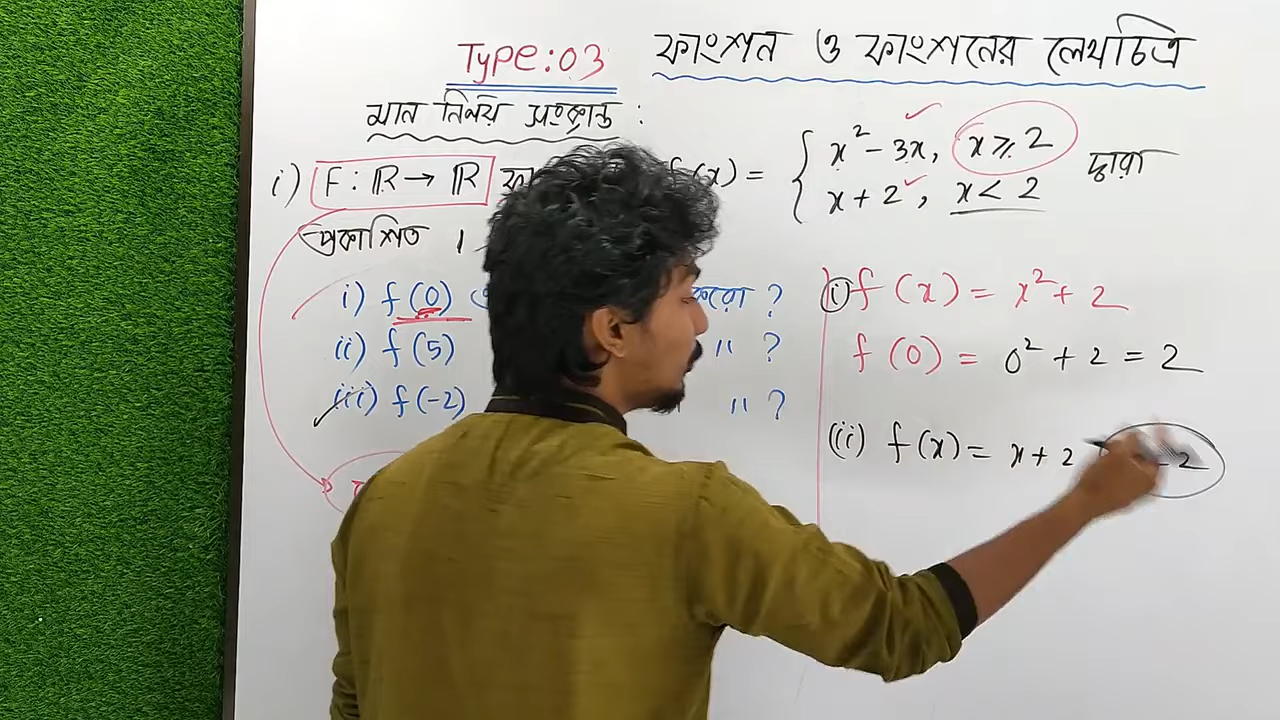 Type:03 ফাংশন ও ফাংশনের লেখচিত্র
মান নির্ণয় সংক্রান্ত :
i) F : ℝ → ℝ f(x) = { x² - 3x, x ≥ 2
x + 2 , x < 2 দ্বারা
প্রকাশিত ।
i) f(0) ও করো ?
ii) f(5) " ?
iii) f(-2) " ?
(i) f(x) = x² + 2
f(0) = 0² + 2 = 2
(ii) f(x) = x + 2